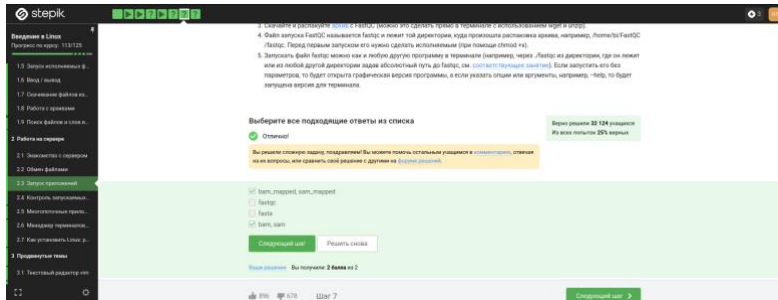 stepik
3
Введение в Linux
Прогресс по курсу: 113/125
1.5 Запуск исполняемых ф...
1.6 Ввод / вывод
1.7 Скачивание файлов из...
1.8 Работа с архивами
1.9 Поиск файлов и слов в...
2 Работа на сервере
2.1 Знакомство с сервером
2.2 Обмен файлами
2.3 Запуск приложений
2.4 Контроль запускаемых...
2.5 Многопоточные прило...
2.6 Менеджер терминалов...
2.7 Как установить Linux: р...
3 Продвинутые темы
3.1 Текстовый редактор vim
3. Скачайте и распакуйте архив с FastQC (можно это сделать прямо в терминале с использованием wget и unzip).
4. Файл запуска FastQC называется fastqc и лежит той директории, куда произошла распаковка архива, например, /home/bi/FastQC
/fastqc. Перед первым запуском его нужно сделать исполняемым (при помощи chmod +x).
5. Запускать файл fastqc можно как и любую другую программу в терминале (например, через ./fastqc из директории, где он лежит
или из любой другой директории задав абсолютный путь до fastqc, см. соответствующее занятие). Если запустить его без
параметров, то будет открыта графическая версия программы, а если указать опции или аргументы, например, --help, то будет
запущена версия для терминала.
Выберите все подходящие ответы из списка
Верно решили 32 124 учащихся
Из всех попыток 25% верных
Отлично!
Вы решили сложную задачу, поздравляем! Вы можете помочь остальным учащимся в комментариях, отвечая
на их вопросы, или сравнить своё решение с другими на форуме решений.
bam_mapped, sam_mapped
fastqc
fasta
bam, sam
Следующий шаг
Решить снова
Ваши решения Вы получили: 2 балла из 2
896
678
Шаг 7
Следующий шаг